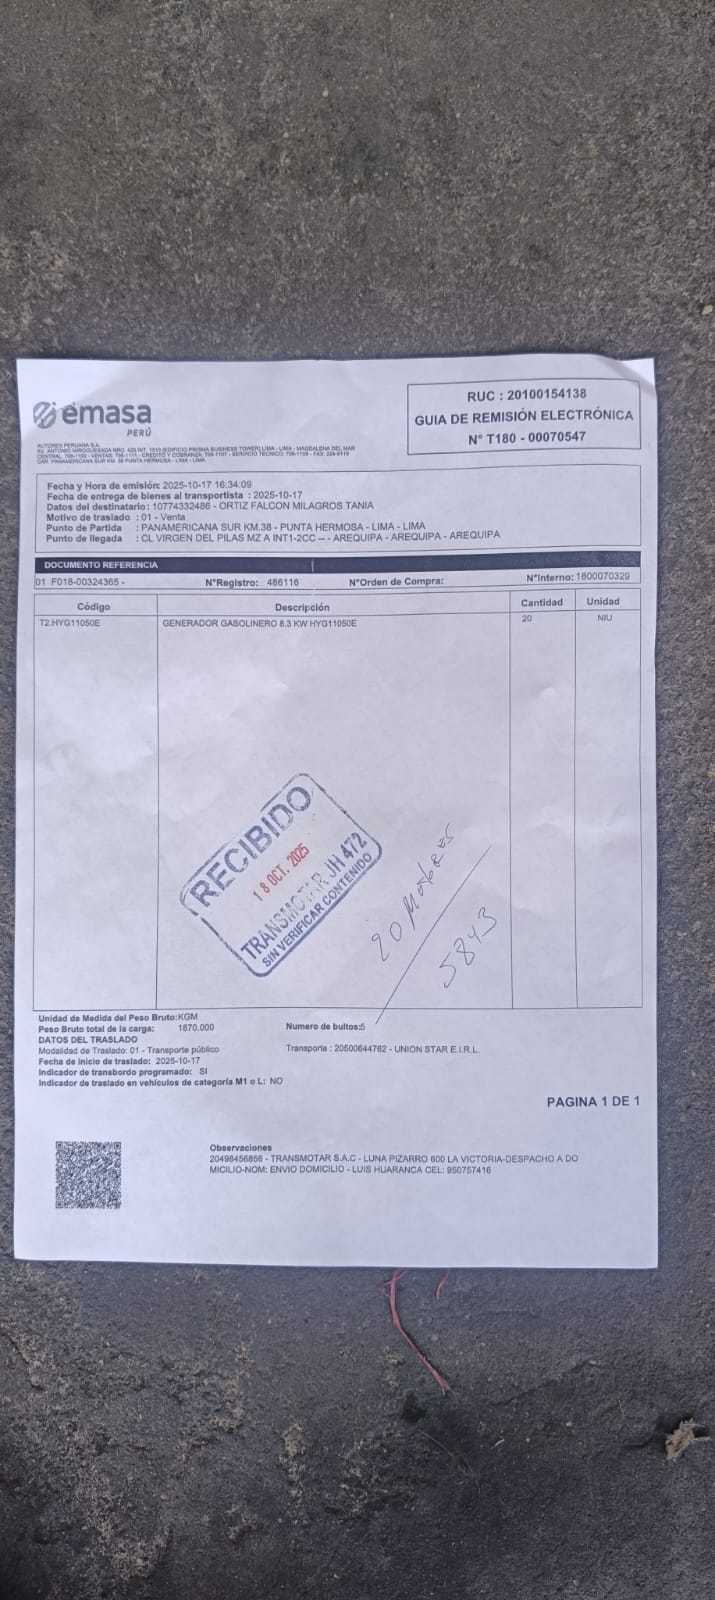 emasa
PERÚ
RUC : 20100154138
GUIA DE REMISIÓN ELECTRÓNICA
N° T180 - 00070547
AUTOREX PERUANA S.A.
Fecha y Hora de emisión: 2025-10-17 16:34:09
Fecha de entrega de bienes al transportista : 2025-10-17
Datos del destinatario : 10774332486 - ORTIZ FALCON MILAGROS TANIA
Motivo de traslado : 01 - Venta
Punto de Partida : PANAMERICANA SUR KM.38 - PUNTA HERMOSA - LIMA - LIMA
Punto de llegada : CL VIRGEN DEL PILAS MZ A INT1-2CC -- - AREQUIPA - AREQUIPA - AREQUIPA
DOCUMENTO REFERENCIA
01 F018-00324365 - N°Registro: 486116 N°Orden de Compra: N°Interno: 1800070329
Código Descripción Cantidad Unidad
T2.HYG11050E GENERADOR GASOLINERO 8.3 KW HYG11050E 20 NIU
RECIBIDO
18 OCT. 2025
TRANSMOTAR JH 472
SIN VERIFICAR CONTENIDO
20 Motores
5843
Unidad de Medida del Peso Bruto: KGM
Peso Bruto total de la carga: 1870.000 Numero de bultos:5
DATOS DEL TRASLADO
Modalidad de Traslado: 01 - Transporte público Transporta : 20600644762 - UNION STAR E.I.R.L.
Fecha de inicio de traslado: 2025-10-17
Indicador de transbordo programado: SI
Indicador de traslado en vehículos de categoría M1 o L: NO
PAGINA 1 DE 1
Observaciones
20498456856 - TRANSMOTAR S.A.C - LUNA PIZARRO 600 LA VICTORIA-DESPACHO A DO
MICILIO-NOM: ENVIO DOMICILIO - LUIS HUARANCA CEL: 950757416